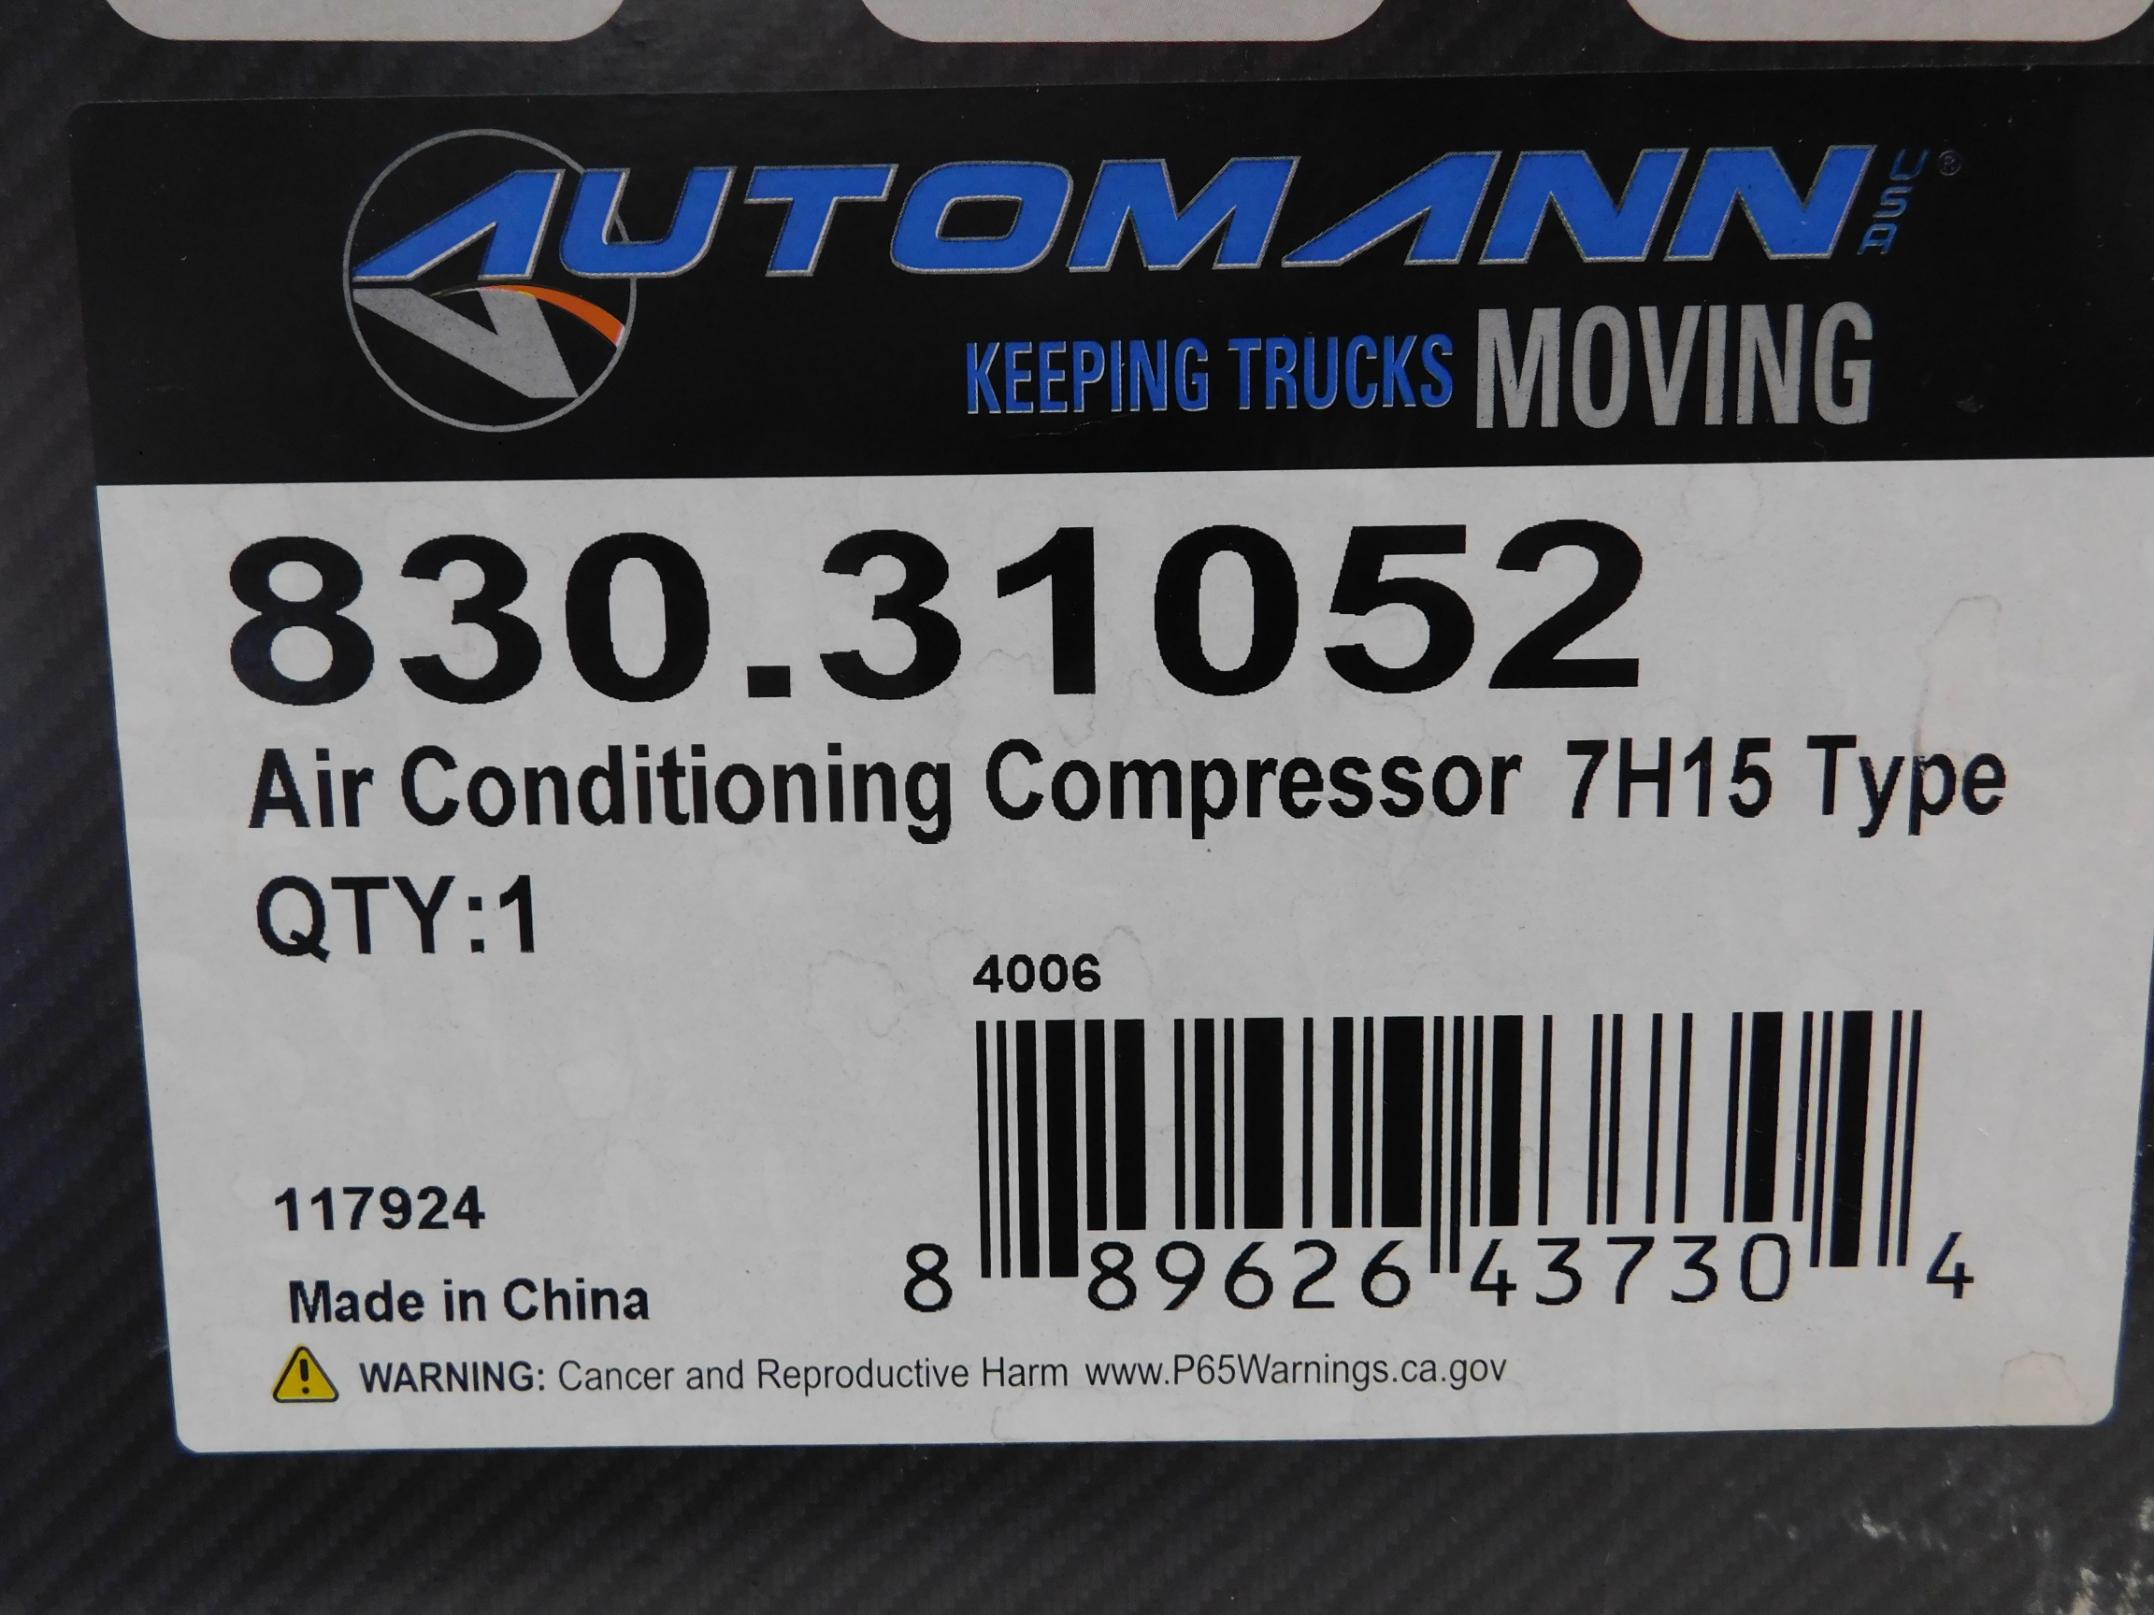 AUTOMANN USA®
KEEPING TRUCKS MOVING
830.31052
Air Conditioning Compressor 7H15 Type
QTY:1
4006
117924
8 89626 43730 4
Made in China
WARNING: Cancer and Reproductive Harm www.P65Warnings.ca.gov